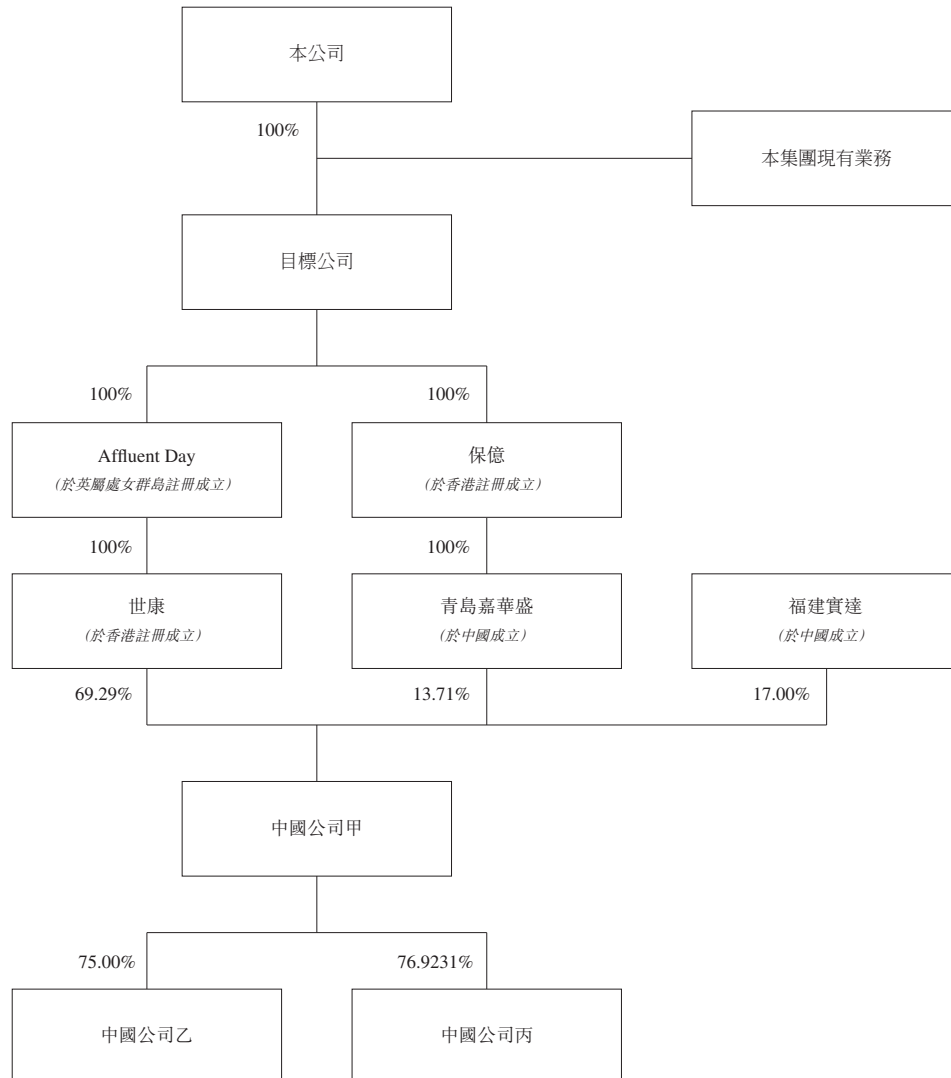 本公司
100%
本集團現有業務
目標公司
100%
100%
Affluent Day
(於英屬處女群島註冊成立)
保億
(於香港註冊成立)
100%
100%
世康
(於香港註冊成立)
青島嘉華盛
(於中國成立)
福建實達
(於中國成立)
69.29%
13.71%
17.00%
中國公司甲
75.00%
76.9231%
中國公司乙
中國公司丙